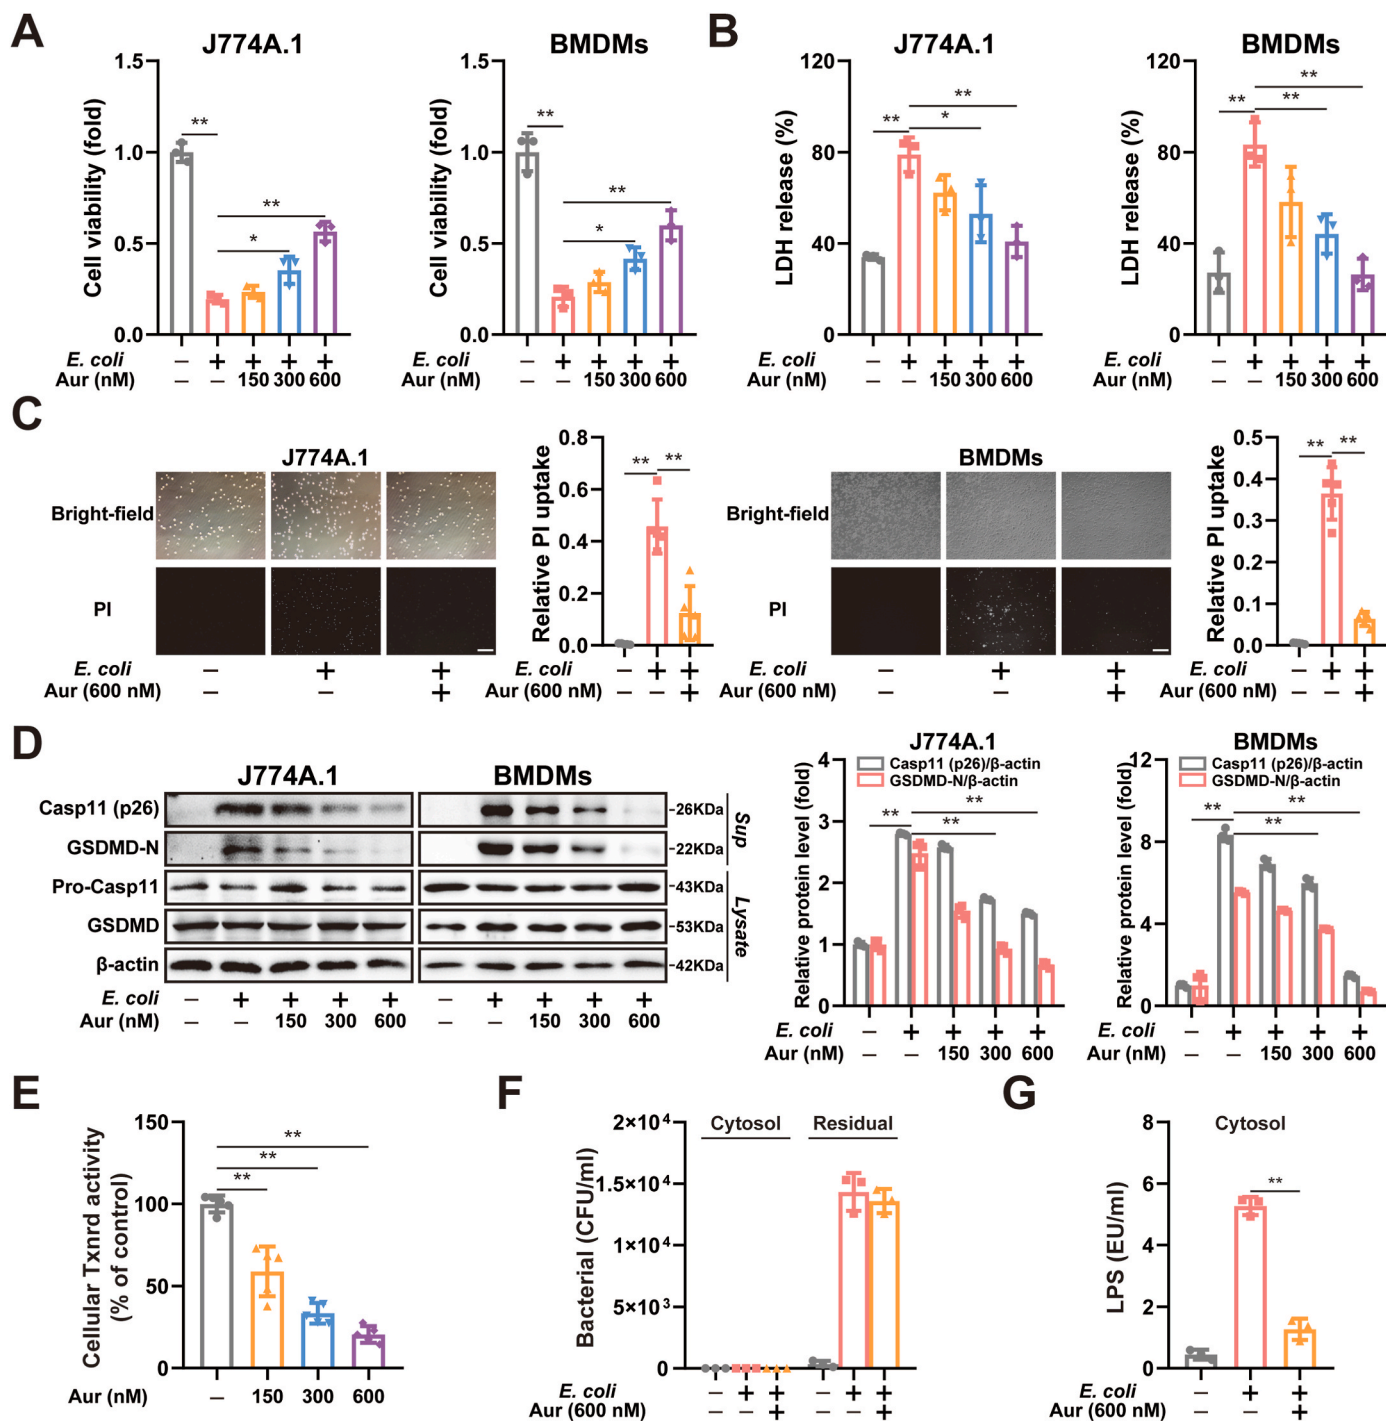 A
J774A.1
BMDMs
Cell viability (fold)
1.5
1.0
0.5
0.0
**
**
*
E. coli − + + + +
Aur (nM) − − 150 300 600
Cell viability (fold)
1.5
1.0
0.5
0.0
**
**
*
E. coli − + + + +
Aur (nM) − − 150 300 600
B
J774A.1
BMDMs
LDH release (%)
120
80
40
0
**
**
*
E. coli − + + + +
Aur (nM) − − 150 300 600
LDH release (%)
120
80
40
0
**
**
**
E. coli − + + + +
Aur (nM) − − 150 300 600
C
J774A.1
Bright-field
PI
E. coli − + +
Aur (600 nM) − − +
Relative PI uptake
0.8
0.6
0.4
0.2
0.0
** **
E. coli − + +
Aur (600 nM) − − +
BMDMs
Bright-field
PI
E. coli − + +
Aur (600 nM) − − +
Relative PI uptake
0.5
0.4
0.3
0.2
0.1
0.0
** **
E. coli − + +
Aur (600 nM) − − +
D
J774A.1 BMDMs
Casp11 (p26) -26KDa
GSDMD-N -22KDa
Sup
Pro-Casp11 -43KDa
GSDMD -53KDa
β-actin -42KDa
Lysate
E. coli − + + + + − + + + +
Aur (nM) − − 150 300 600 − − 150 300 600
J774A.1
Casp11 (p26)/β-actin
GSDMD-N/β-actin
Relative protein level (fold)
4
3
2
1
0
**
**
**
E. coli − + + + +
Aur (nM) − − 150 300 600
BMDMs
Casp11 (p26)/β-actin
GSDMD-N/β-actin
Relative protein level (fold)
12
8
4
0
**
**
**
E. coli − + + + +
Aur (nM) − − 150 300 600
E
Cellular Txnrd activity
(% of control)
150
100
50
0
**
**
**
Aur (nM) − 150 300 600
F
Bacterial (CFU/ml)
2×10⁴
1.5×10⁴
1×10⁴
5×10³
0
Cytosol Residual
E. coli − + + − + +
Aur (600 nM) − − + − − +
G
Cytosol
LPS (EU/ml)
8
6
4
2
0
**
E. coli − + +
Aur (600 nM) − − +